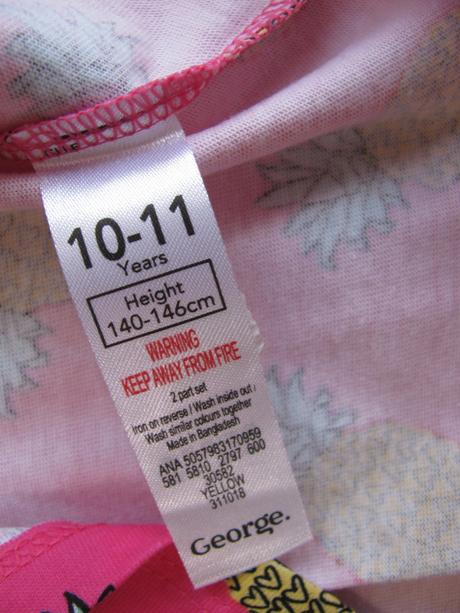 10-11
Years
Height
140-146cm
WARNING
KEEP AWAY FROM FIRE
2 part set
Iron on reverse / Wash inside out /
Wash similar colours together
Made in Bangladesh
ANA 5057983170959
581 5810 2797 600
30582
YELLOW
311018
George.